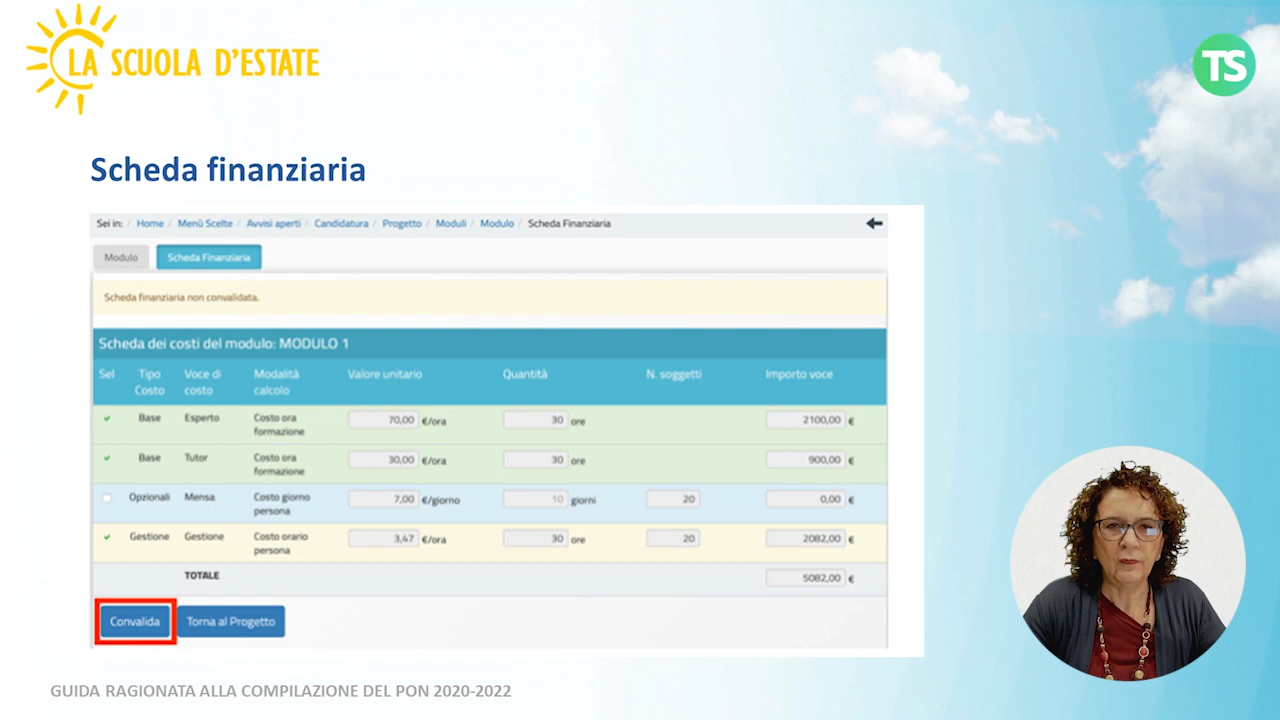 LA SCUOLA D'ESTATE
TS
Scheda finanziaria
Sei in: / Home / Menù Scelte / Avvisi aperti / Candidatura / Progetto / Moduli / Modulo / Scheda Finanziaria
Modulo Scheda Finanziaria
Scheda finanziaria non convalidata.
Scheda dei costi del modulo: MODULO 1
Sel Tipo Costo Voce di costo Modalità calcolo Valore unitario Quantità N. soggetti Importo voce
Base Esperto Costo ora formazione 70,00 €/ora 30 ore 2100,00 €
Base Tutor Costo ora formazione 30,00 €/ora 30 ore 900,00 €
Opzionali Mensa Costo giorno persona 7,00 €/giorno 10 giorni 20 0,00 €
Gestione Gestione Costo orario persona 3,47 €/ora 30 ore 20 2082,00 €
TOTALE 5082,00 €
Convalida Torna al Progetto
GUIDA RAGIONATA ALLA COMPILAZIONE DEL PON 2020-2022